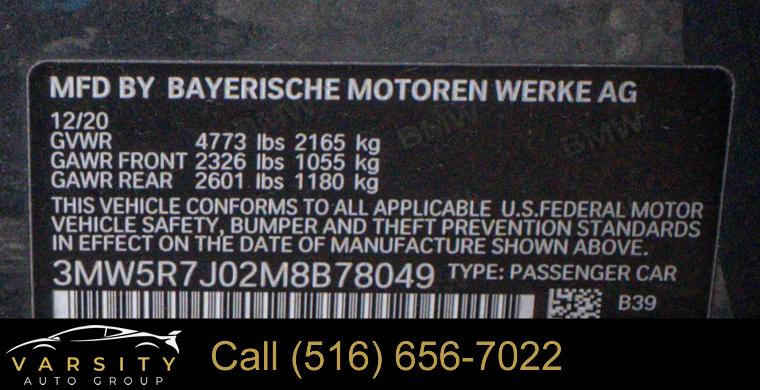 MFD BY BAYERISCHE MOTOREN WERKE AG
12/20
GVWR 4773 lbs 2165 kg
GAWR FRONT 2326 lbs 1055 kg
GAWR REAR 2601 lbs 1180 kg
BMW BMW BMW
THIS VEHICLE CONFORMS TO ALL APPLICABLE U.S.FEDERAL MOTOR
VEHICLE SAFETY, BUMPER AND THEFT PREVENTION STANDARDS
IN EFFECT ON THE DATE OF MANUFACTURE SHOWN ABOVE.
3MW5R7J02M8B78049 TYPE: PASSENGER CAR
B39
VARSITY
AUTO GROUP
Call (516) 656-7022